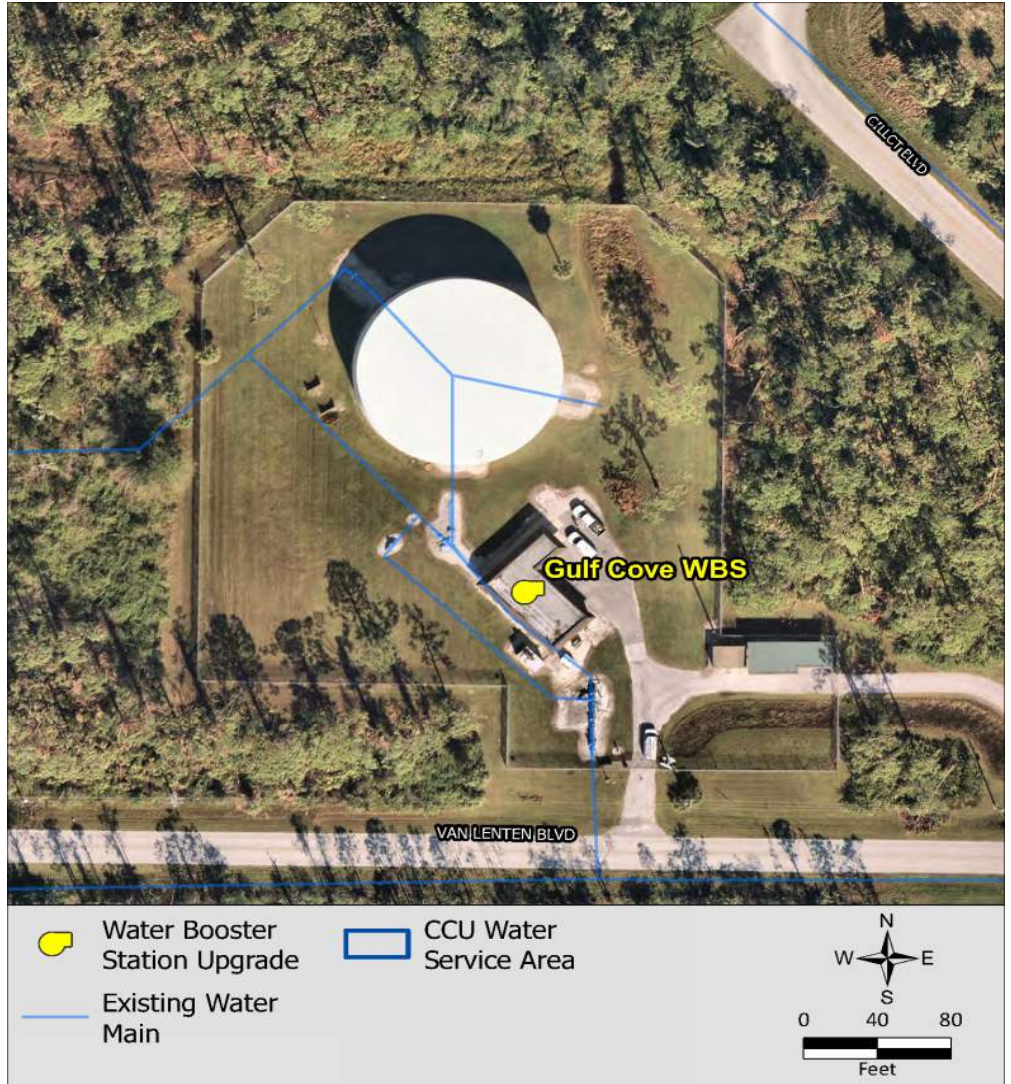 CILLCT BLVD
Gulf Cove WBS
VAN LENTEN BLVD
Water Booster
Station Upgrade
CCU Water
Service Area
Existing Water
Main
N
W E
S
0 40 80
Feet